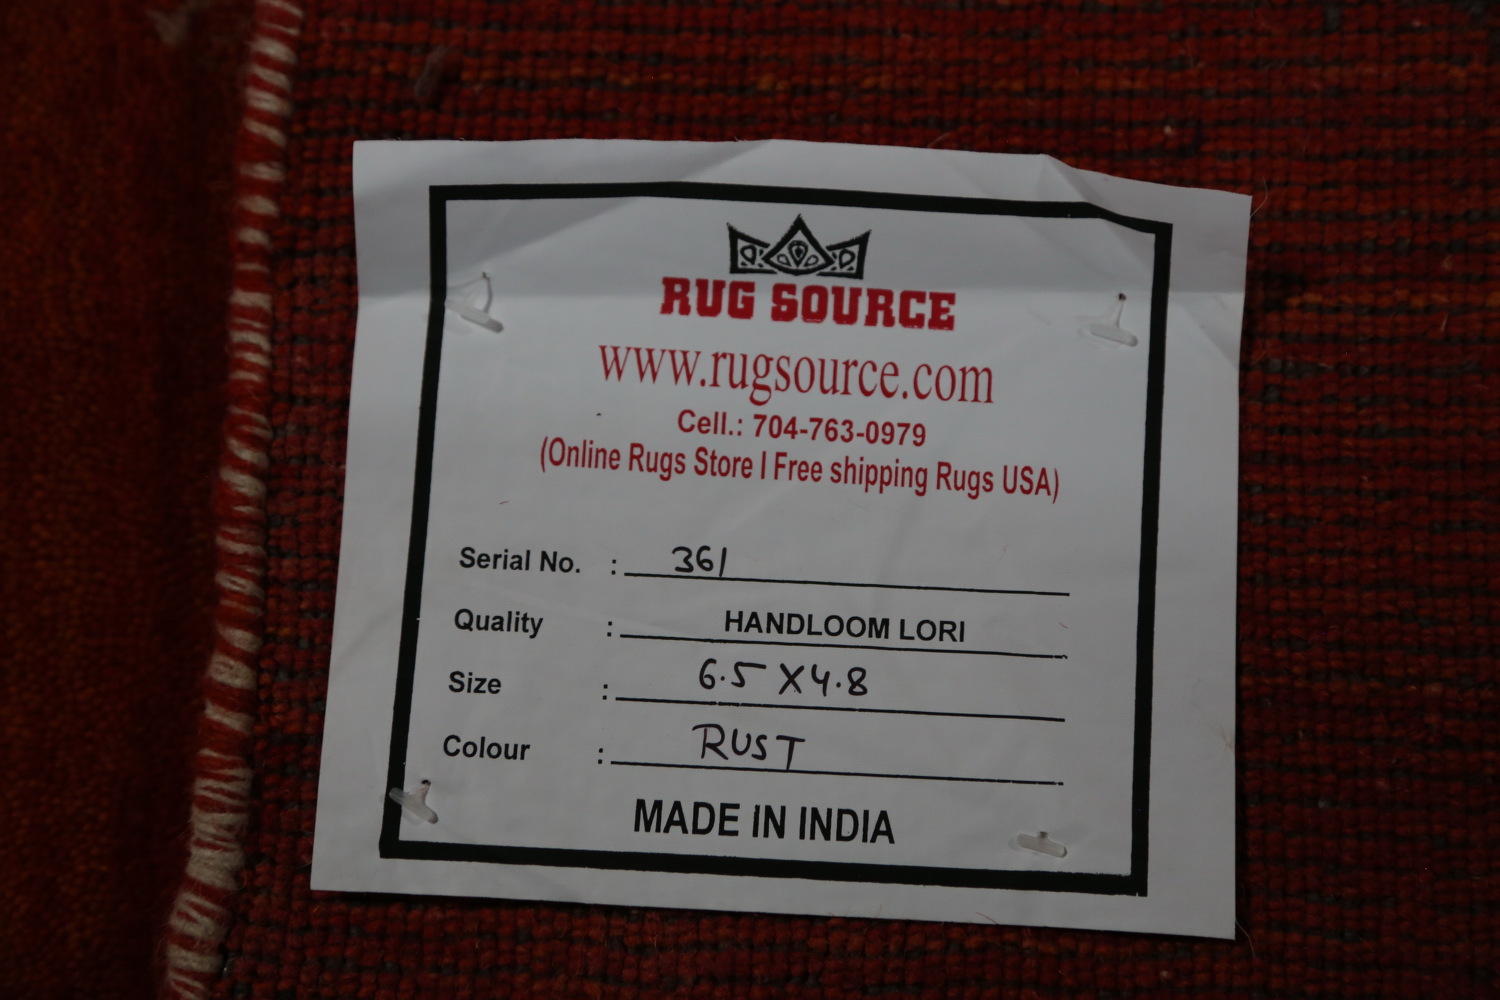 RUG SOURCE
www.rugsource.com
Cell.: 704-763-0979
(Online Rugs Store | Free shipping Rugs USA)
Serial No. : 361
Quality : HANDLOOM LORI
Size : 6.5 X 4.8
Colour : RUST
MADE IN INDIA